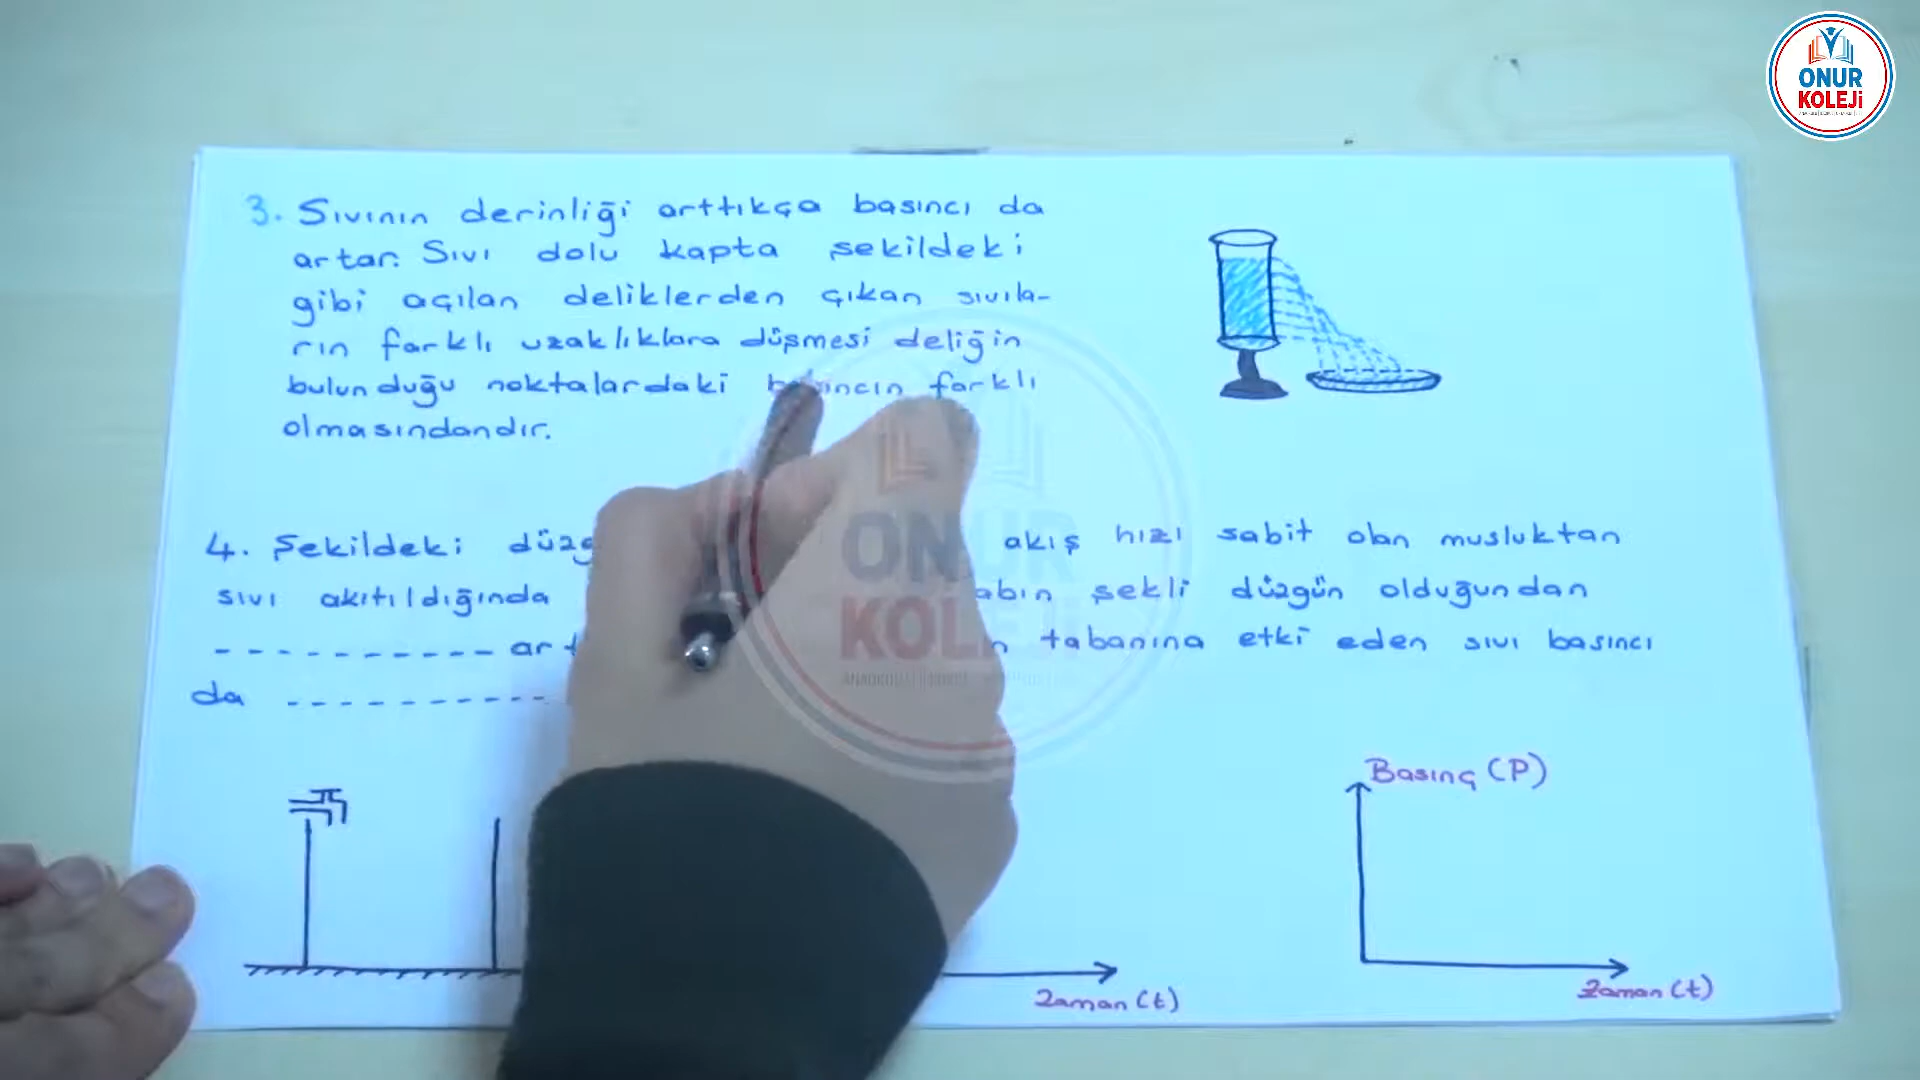 ONUR
KOLEJİ
3. Sıvının derinliği arttıkça basıncı da
artar. Sıvı dolu kapta şekildeki
gibi açılan deliklerden çıkan sıvıla-
rın farklı uzaklıklara düşmesi deliğin
bulunduğu noktalardaki basıncın farklı
olmasındandır.
4. Şekildeki akış hızı sabit olan musluktan
sıvı akıtıldığında şekli düzgün olduğundan
---------- tabanına etki eden sıvı basıncı
da ----------
ONUR
KOLEJİ
Basınç (P)
Zaman (t)
Zaman (t)